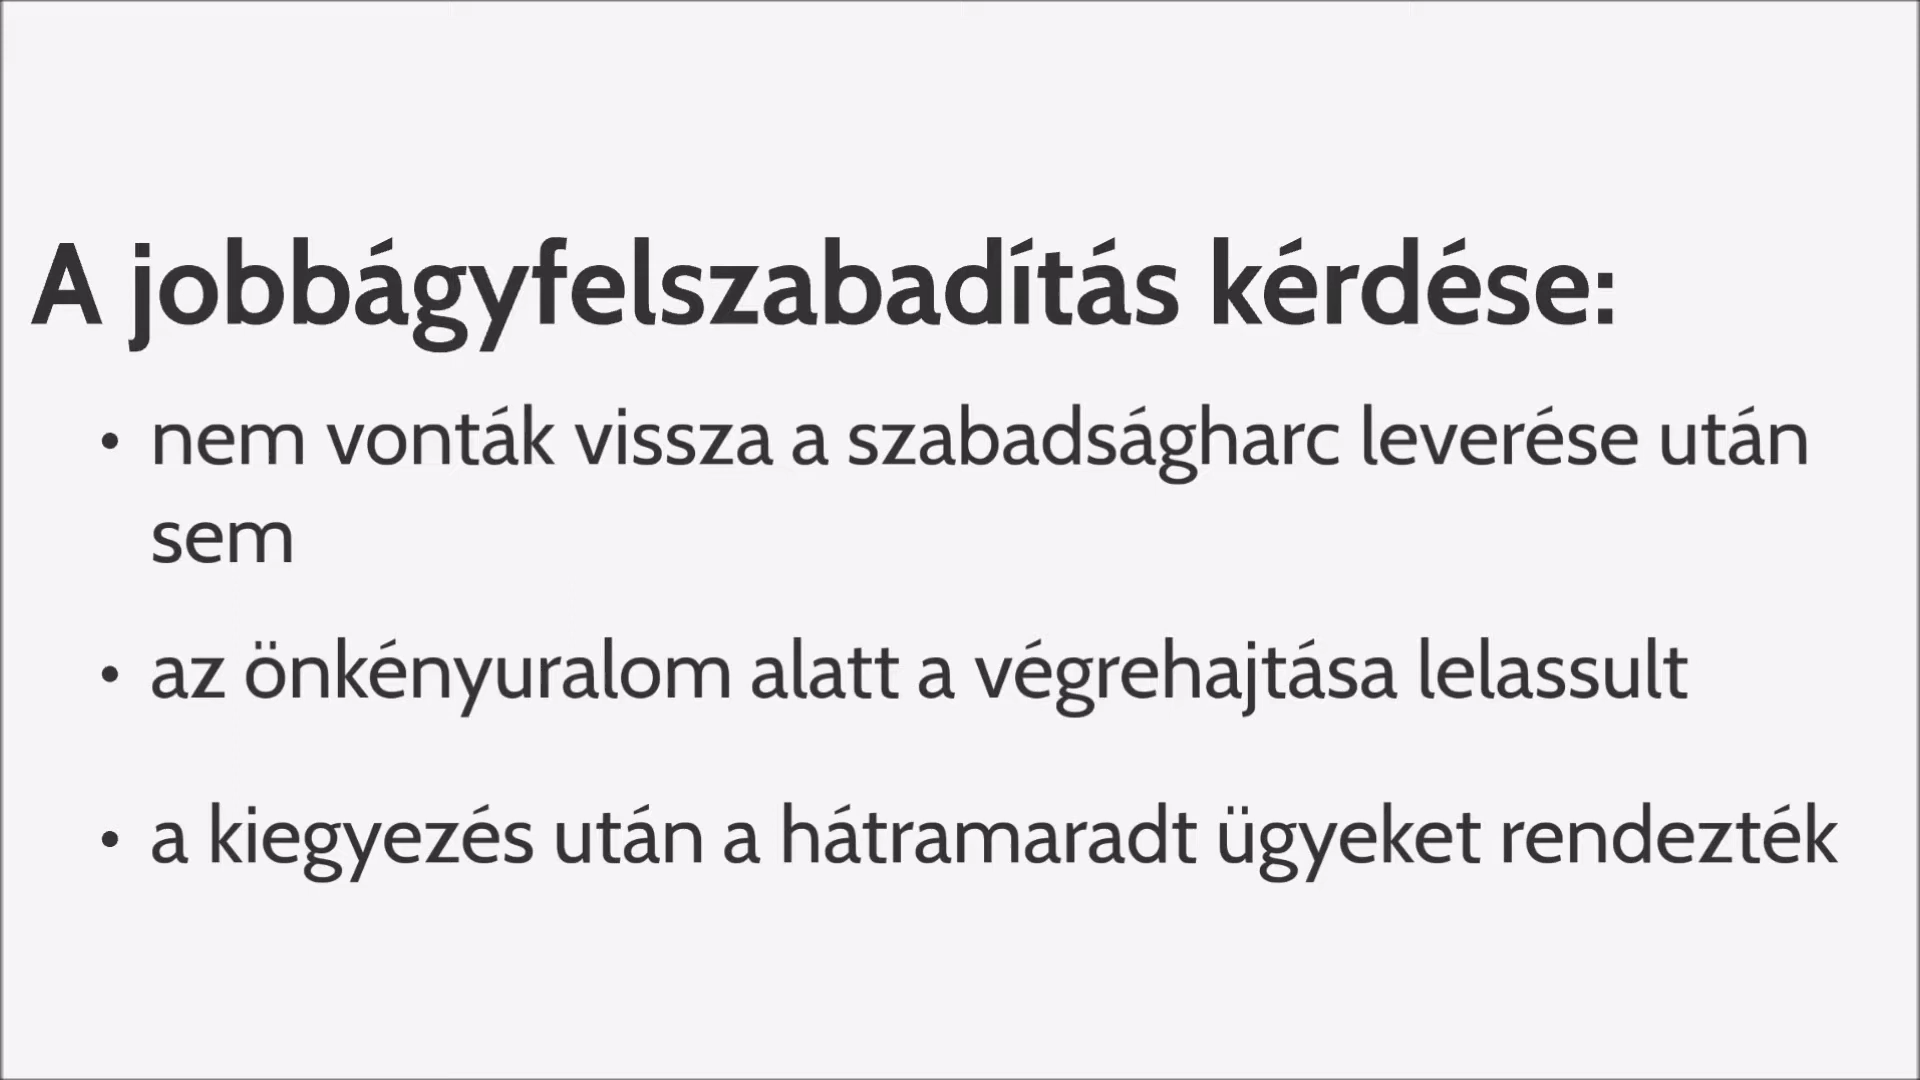 A jobbágyfelszabadítás kérdése:
• nem vonták vissza a szabadságharc leverése után
sem
• az önkényuralom alatt a végrehajtása lelassult
• a kiegyezés után a hátramaradt ügyeket rendezték